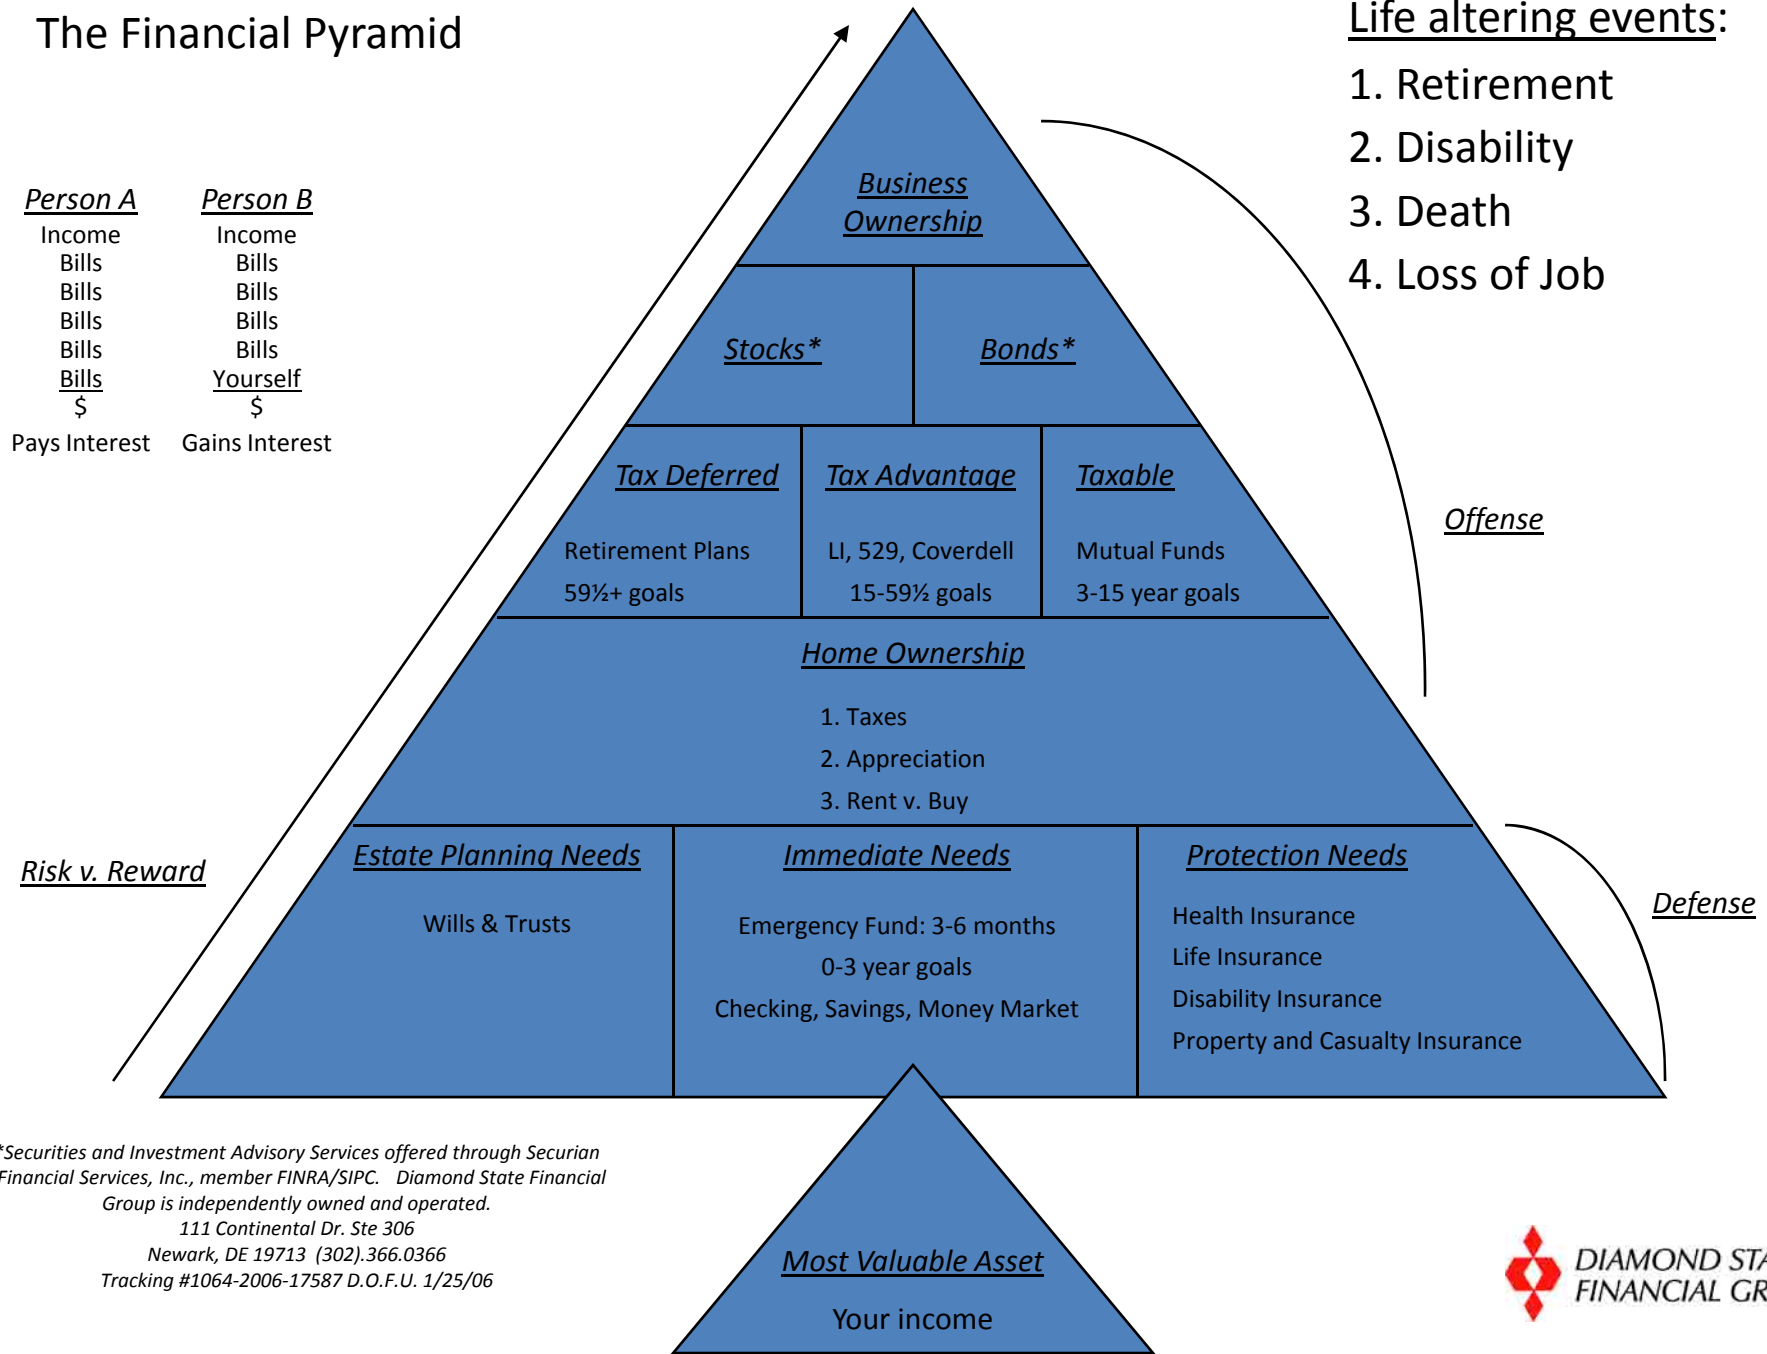 The Financial Pyramid
Life altering events:
1. Retirement
2. Disability
3. Death
4. Loss of Job
Person A
Income
Bills
Bills
Bills
Bills
Bills
$
Pays Interest
Person B
Income
Bills
Bills
Bills
Bills
Yourself
$
Gains Interest
Business
Ownership
Stocks*
Bonds*
Tax Deferred
Retirement Plans
59½+ goals
Tax Advantage
LI, 529, Coverdell
15-59½ goals
Taxable
Mutual Funds
3-15 year goals
Offense
Home Ownership
1. Taxes
2. Appreciation
3. Rent v. Buy
Risk v. Reward
Estate Planning Needs
Wills & Trusts
Immediate Needs
Emergency Fund: 3-6 months
0-3 year goals
Checking, Savings, Money Market
Protection Needs
Health Insurance
Life Insurance
Disability Insurance
Property and Casualty Insurance
Defense
*Securities and Investment Advisory Services offered through Securian
Financial Services, Inc., member FINRA/SIPC. Diamond State Financial
Group is independently owned and operated.
111 Continental Dr. Ste 306
Newark, DE 19713 (302).366.0366
Tracking #1064-2006-17587 D.O.F.U. 1/25/06
Most Valuable Asset
Your income
DIAMOND STA
FINANCIAL GR